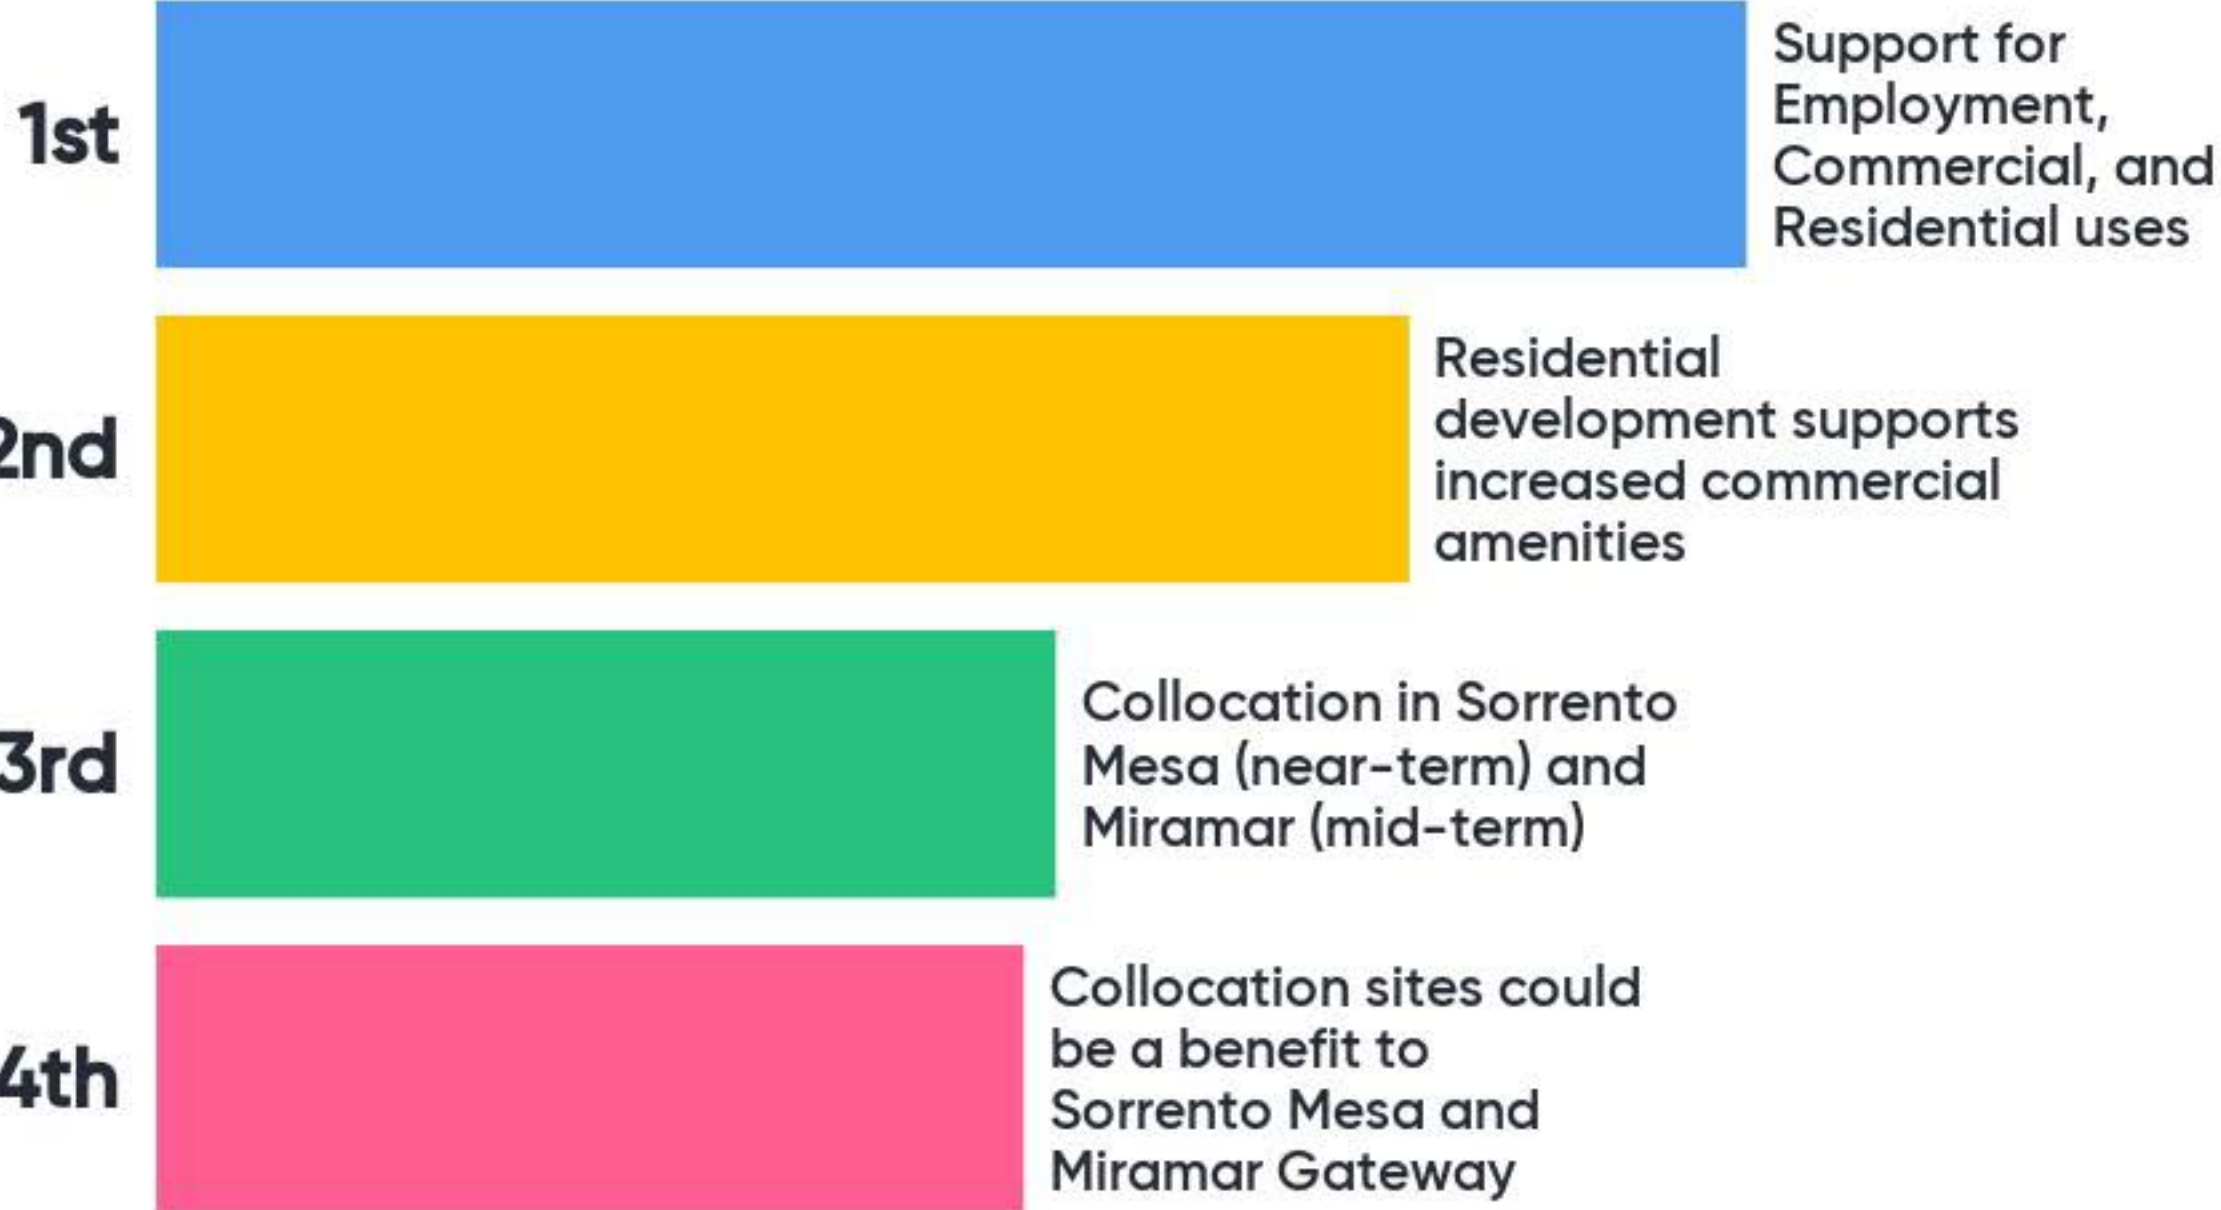 1st
Support for
Employment,
Commercial, and
Residential uses
2nd
Residential
development supports
increased commercial
amenities
3rd
Collocation in Sorrento
Mesa (near-term) and
Miramar (mid-term)
4th
Collocation sites could
be a benefit to
Sorrento Mesa and
Miramar Gateway